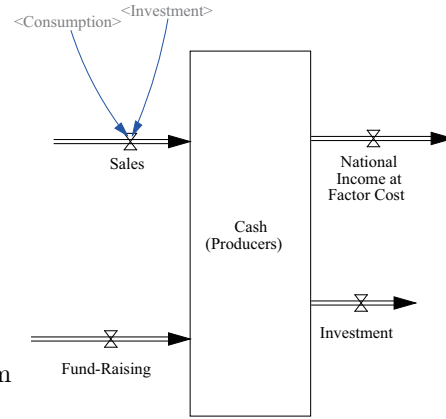 <Consumption>
<Investment>
Sales
National
Income at
Factor Cost
Cash
(Producers)
Investment
Fund-Raising